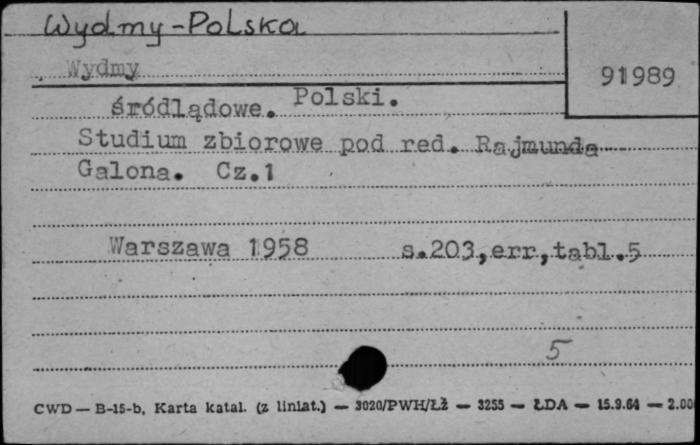 Wydmy-Polska
Wydmy
91989
śródlądowe. Polski.
Studium zbiorowe pod red. Rajmunda
Galona. Cz.1
Warszawa 1958 s.203,err,tabl.5
5
CWD — B-15-b, Karta katal. (z liniat.) — 3020/PWH/ŁŻ — 3255 — ŁDA — 15.9.64 — 2.00